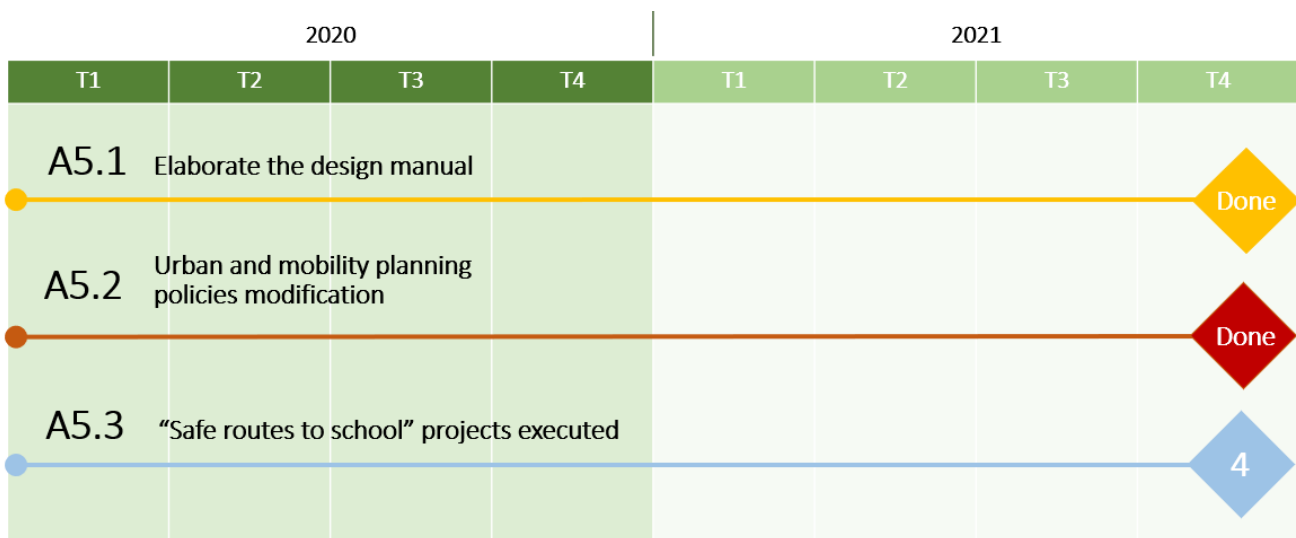 2020 2021
T1 T2 T3 T4 T1 T2 T3 T4
A5.1 Elaborate the design manual
Done
A5.2 Urban and mobility planning
policies modification
Done
A5.3 “Safe routes to school” projects executed
4